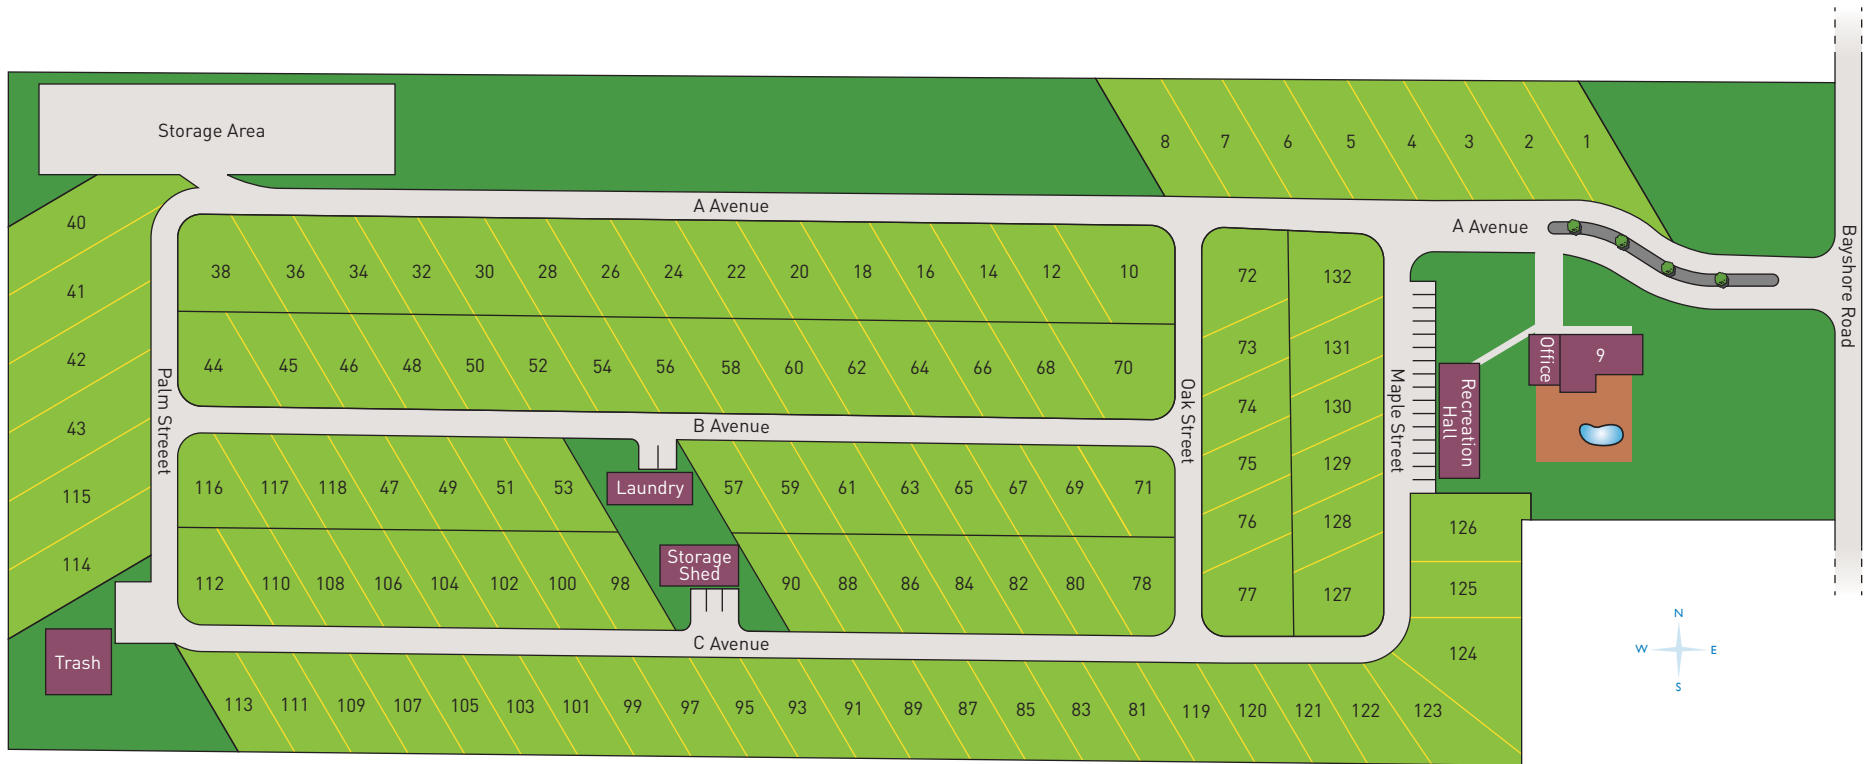 Storage Area
8 7 6 5 4 3 2 1
A Avenue
A Avenue
Bayshore Road
40
41
42
43
115
114
Palm Street
38 36 34 32 30 28 26 24 22 20 18 16 14 12 10
44 45 46 48 50 52 54 56 58 60 62 64 66 68 70
B Avenue
116 117 118 47 49 51 53
Laundry
57 59 61 63 65 67 69 71
112 110 108 106 104 102 100 98
Storage
Shed
90 88 86 84 82 80 78
C Avenue
Oak Street
72 132
73 131
74 130
75 129
76 128
77 127
Maple Street
Recreation
Hall
Office
9
126
125
124
Trash
113 111 109 107 105 103 101 99 97 95 93 91 89 87 85 83 81 119 120 121 122 123
N
W E
S